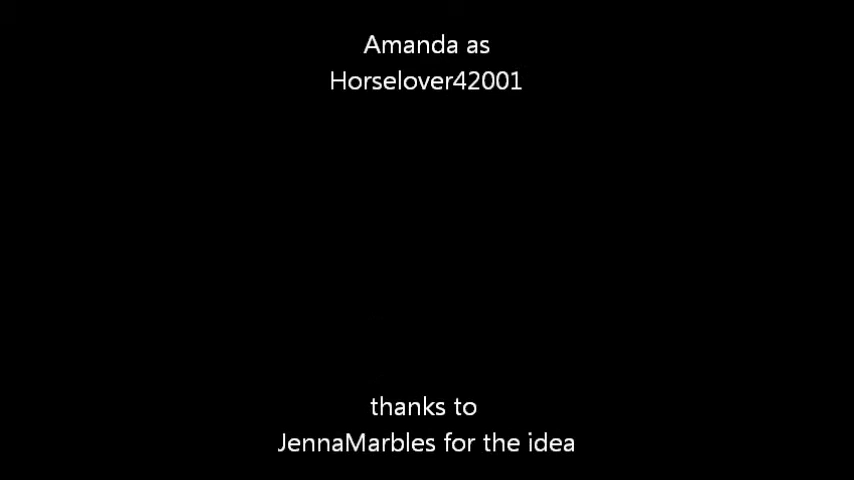 Amanda as
Horselover42001
thanks to
JennaMarbles for the idea